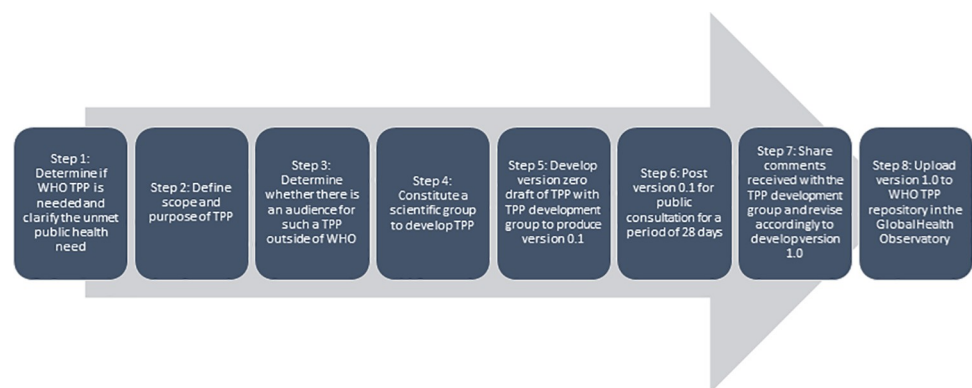 Step 1:
Determine if
WHO TPP is
needed and
clarify the unmet
public health
need
Step 2: Define
scope and
purpose of TPP
Step 3:
Determine
whether there is
an audience for
such a TPP
outside of WHO
Step 4:
Constitute a
scientific group
to develop TPP
Step 5: Develop
version zero
draft of TPP with
TPP development
group to produce
version 0.1
Step 6: Post
version 0.1 for
public
consultation for a
period of 28 days
Step 7: Share
comments
received with the
TPP development
group and revise
accordingly to
develop version
1.0
Step 8: Upload
version 1.0 to
WHO TPP
repository in the
Global Health
Observatory